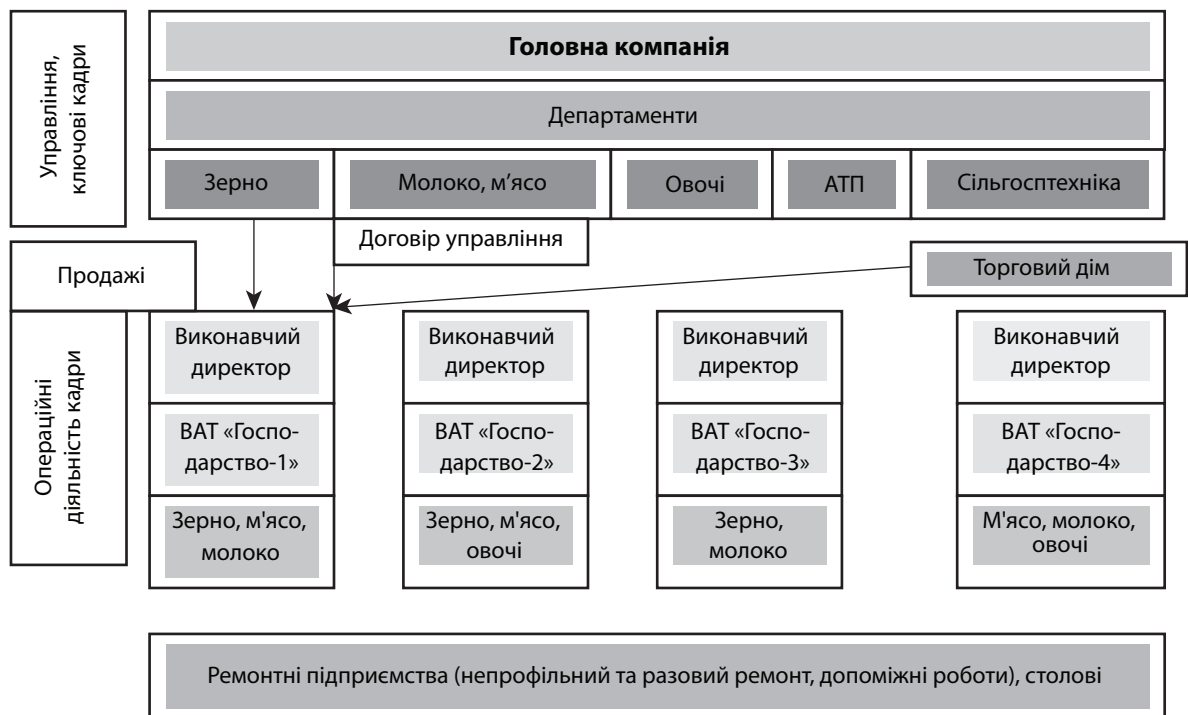 Управління,
ключові кадри
Головна компанія
Департаменти
Зерно
Молоко, м’ясо
Овочі
АТП
Сільгосптехніка
Договір управління
Продажі
Торговий дім
Операційні
діяльність кадри
Виконавчий
директор
ВАТ «Госпо-
дарство-1»
Зерно, м'ясо,
молоко
Виконавчий
директор
ВАТ «Госпо-
дарство-2»
Зерно, м'ясо,
овочі
Виконавчий
директор
ВАТ «Госпо-
дарство-3»
Зерно,
молоко
Виконавчий
директор
ВАТ «Госпо-
дарство-4»
М'ясо, молоко,
овочі
Ремонтні підприємства (непрофільний та разовий ремонт, допоміжні роботи), столові